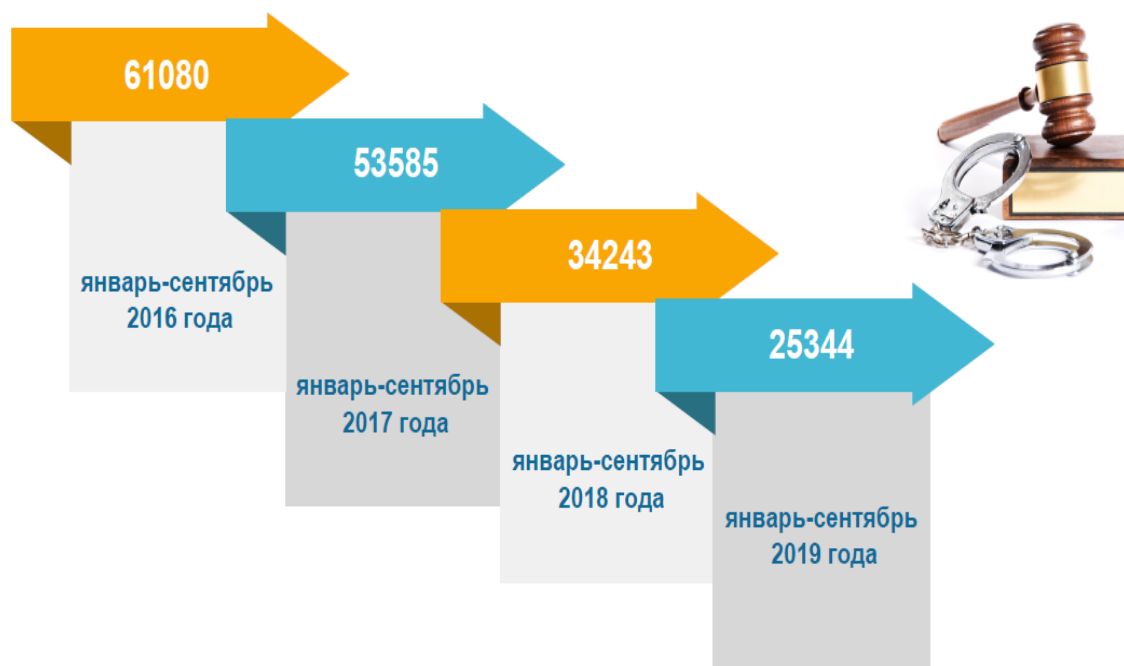 61080
январь-сентябрь
2016 года
53585
январь-сентябрь
2017 года
34243
январь-сентябрь
2018 года
25344
январь-сентябрь
2019 года